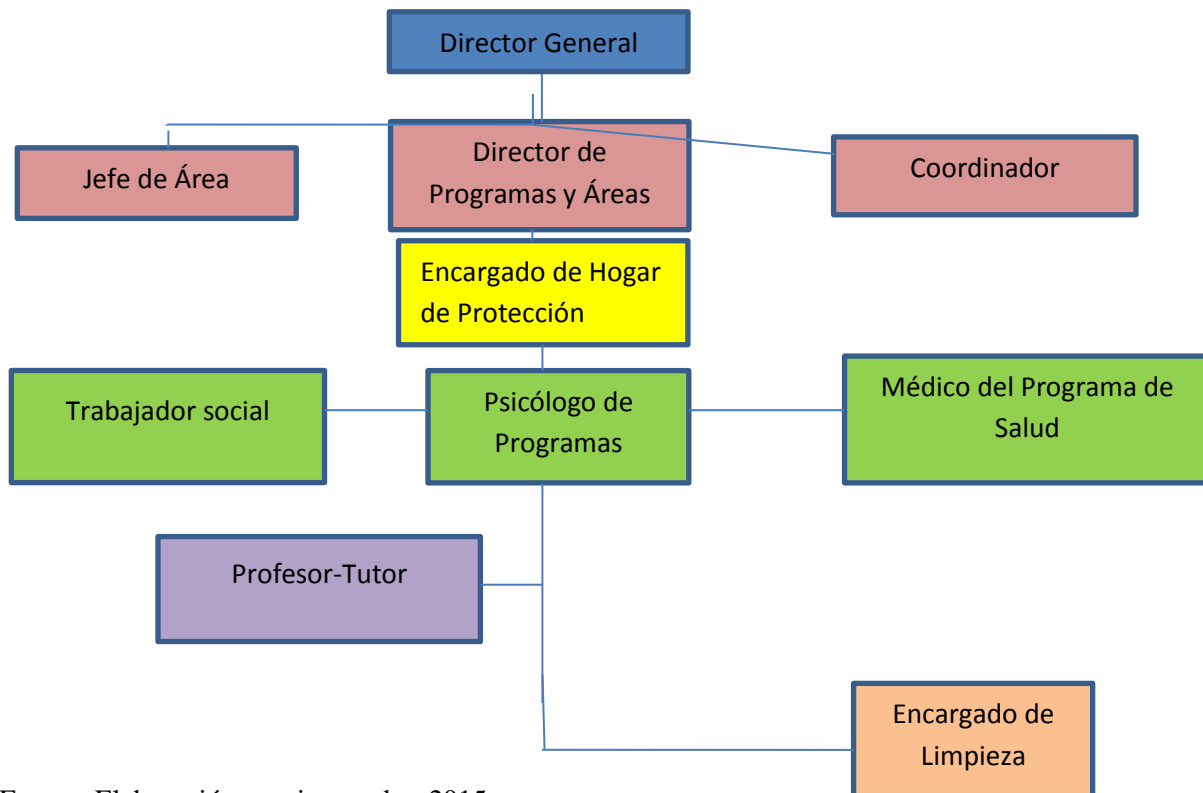 Director General
Jefe de Área
Director de
Programas y Áreas
Coordinador
Encargado de Hogar
de Protección
Trabajador social
Psicólogo de
Programas
Médico del Programa de
Salud
Profesor-Tutor
Encargado de
Limpieza
2015